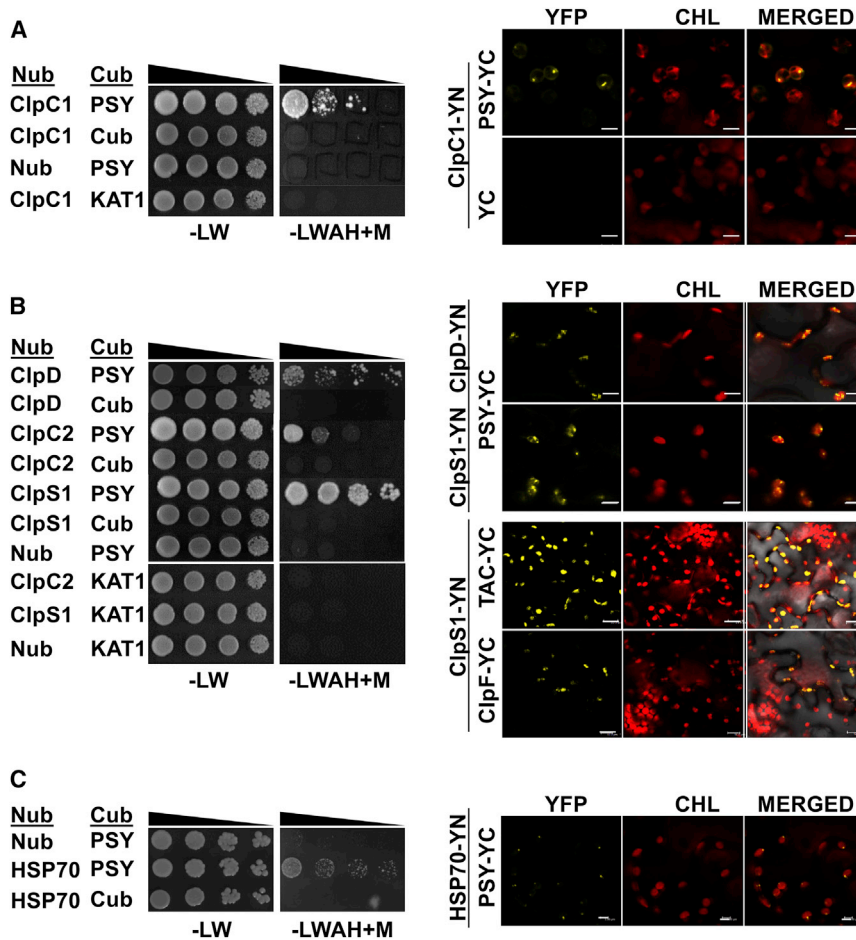 A
Nub Cub
ClpC1 PSY
ClpC1 Cub
Nub PSY
ClpC1 KAT1
-LW -LWAH+M
YFP CHL MERGED
ClpC1-YN
PSY-YC
YC
B
Nub Cub
ClpD PSY
ClpD Cub
ClpC2 PSY
ClpC2 Cub
ClpS1 PSY
ClpS1 Cub
Nub PSY
ClpC2 KAT1
ClpS1 KAT1
Nub KAT1
-LW -LWAH+M
YFP CHL MERGED
ClpD-YN
ClpS1-YN
PSY-YC
ClpS1-YN
TAC-YC
ClpF-YC
C
Nub Cub
Nub PSY
HSP70 PSY
HSP70 Cub
-LW -LWAH+M
YFP CHL MERGED
HSP70-YN
PSY-YC